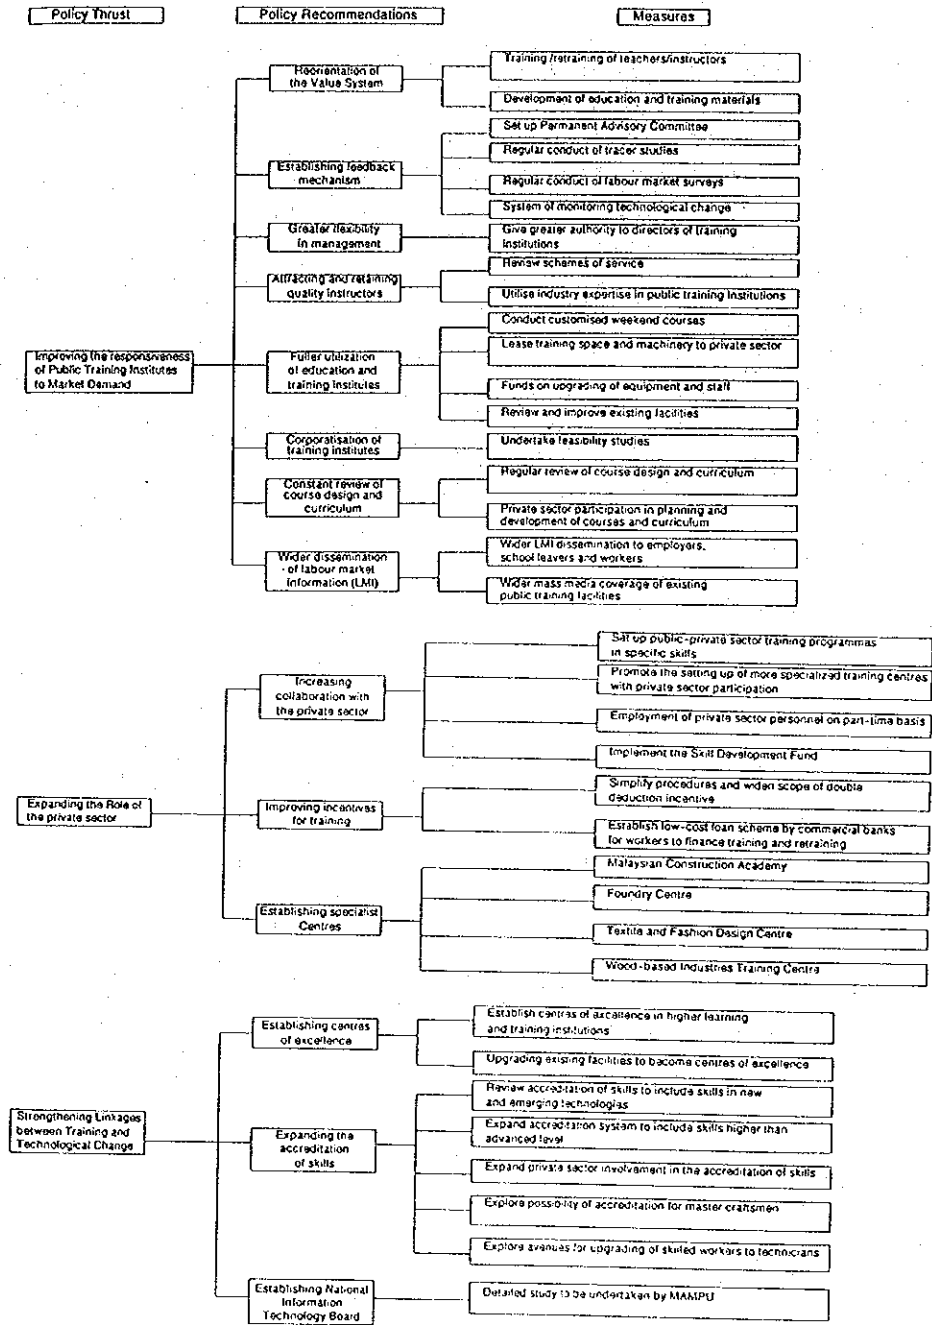 Policy Thrust
Policy Recommendations
Measures
Improving the responsiveness
of Public Training Institutes
to Market Demand
Reorientation of
the Value System
Training /retraining of teachers/instructors
Development of education and training materials
Establishing feedback
mechanism
Set up Permanent Advisory Committee
Regular conduct of tracer studies
Regular conduct of labour market surveys
System of monitoring technological change
Greater flexibility
in management
Give greater authority to directors of training
institutions
Attracting and retaining
quality instructors
Review schemes of service
Utilise industry expertise in public training institutions
Fuller utilization
of education and
training institutes
Conduct customised weekend courses
Lease training space and machinery to private sector
Funds on upgrading of equipment and staff
Review and improve existing facilities
Corporatisation of
training institutes
Undertake feasibility studies
Constant review of
course design and
curriculum
Regular review of course design and curriculum
Private sector participation in planning and
development of courses and curriculum
Wider dissemination
of labour market
information (LMI)
Wider LMI dissemination to employers,
school leavers and workers
Wider mass media coverage of existing
public training facilities
Expanding the Role of
the private sector
Increasing
collaboration with
the private sector
Set up public-private sector training programmes
in specific skills
Promote the setting up of more specialized training centres
with private sector participation
Employment of private sector personnel on part-time basis
Implement the Skill Development Fund
Improving incentives
for training
Simplify procedures and widen scope of double
deduction incentive
Establish low-cost loan scheme by commercial banks
for workers to finance training and retraining
Establishing specialist
Centres
Malaysian Construction Academy
Foundry Centre
Textile and Fashion Design Centre
Wood-based Industries Training Centre
Strengthening Linkages
between Training and
Technological Change
Establishing centres
of excellence
Establish centres of excellence in higher learning
and training institutions
Upgrading existing facilities to become centres of excellence
Expanding the
accreditation
of skills
Review accreditation of skills to include skills in new
and emerging technologies
Expand accreditation system to include skills higher than
advanced level
Expand private sector involvement in the accreditation of skills
Explore possibility of accreditation for master craftsmen
Explore avenues for upgrading of skilled workers to technicians
Establishing National
Information
Technology Board
Detailed study to be undertaken by MAMPU